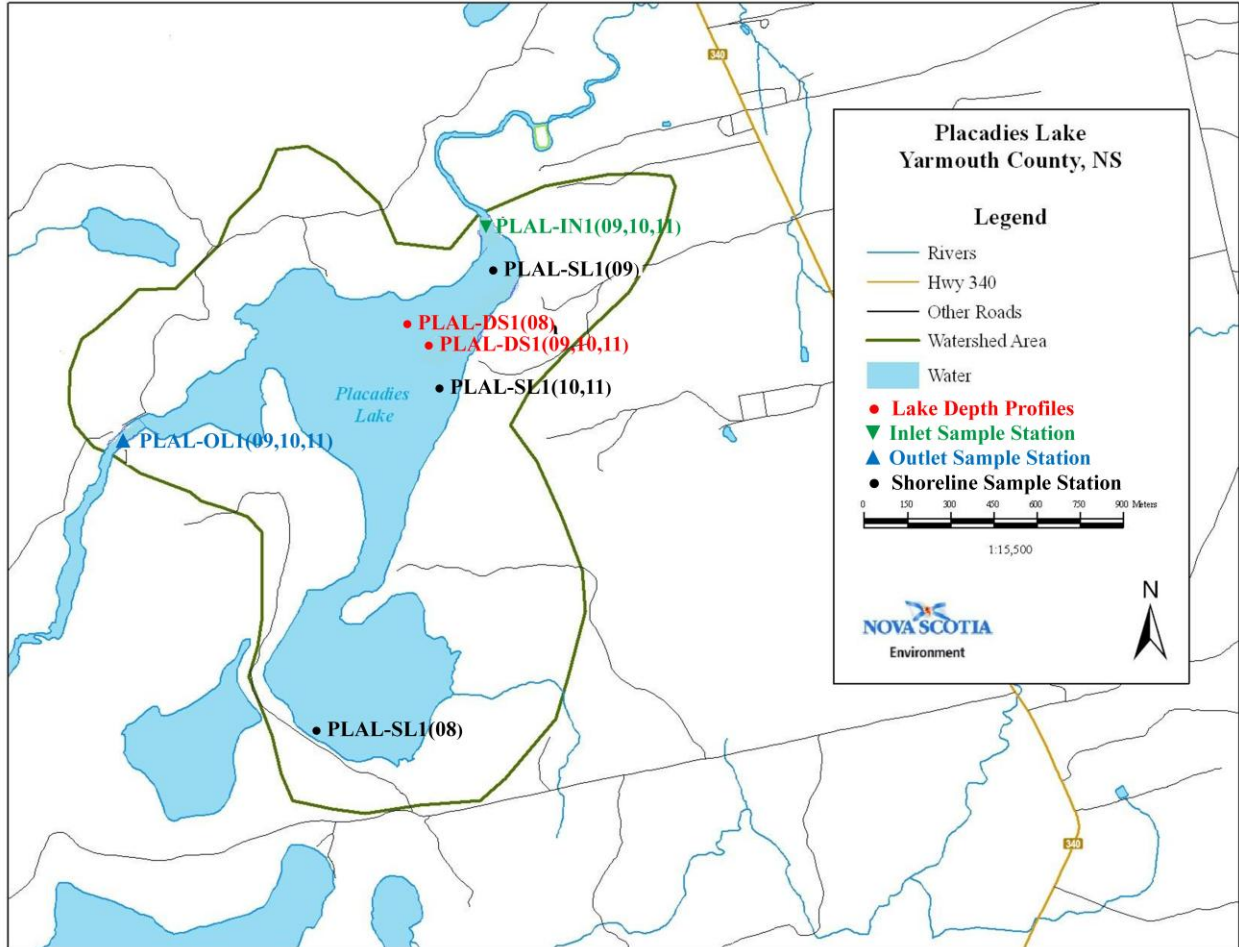 340
Placadies Lake
Yarmouth County, NS
Legend
Rivers
Hwy 340
Other Roads
Watershed Area
Water
Lake Depth Profiles
Inlet Sample Station
Outlet Sample Station
Shoreline Sample Station
0 150 300 450 600 750 900 Meters
1:15,500
NOVA SCOTIA
Environment
N
PLAL-IN1(09,10,11)
PLAL-SL1(09)
PLAL-DS1(08)
PLAL-DS1(09,10,11)
PLAL-SL1(10,11)
Placadies
Lake
PLAL-OL1(09,10,11)
PLAL-SL1(08)
340